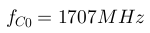 f_{C0} = 1707MHz